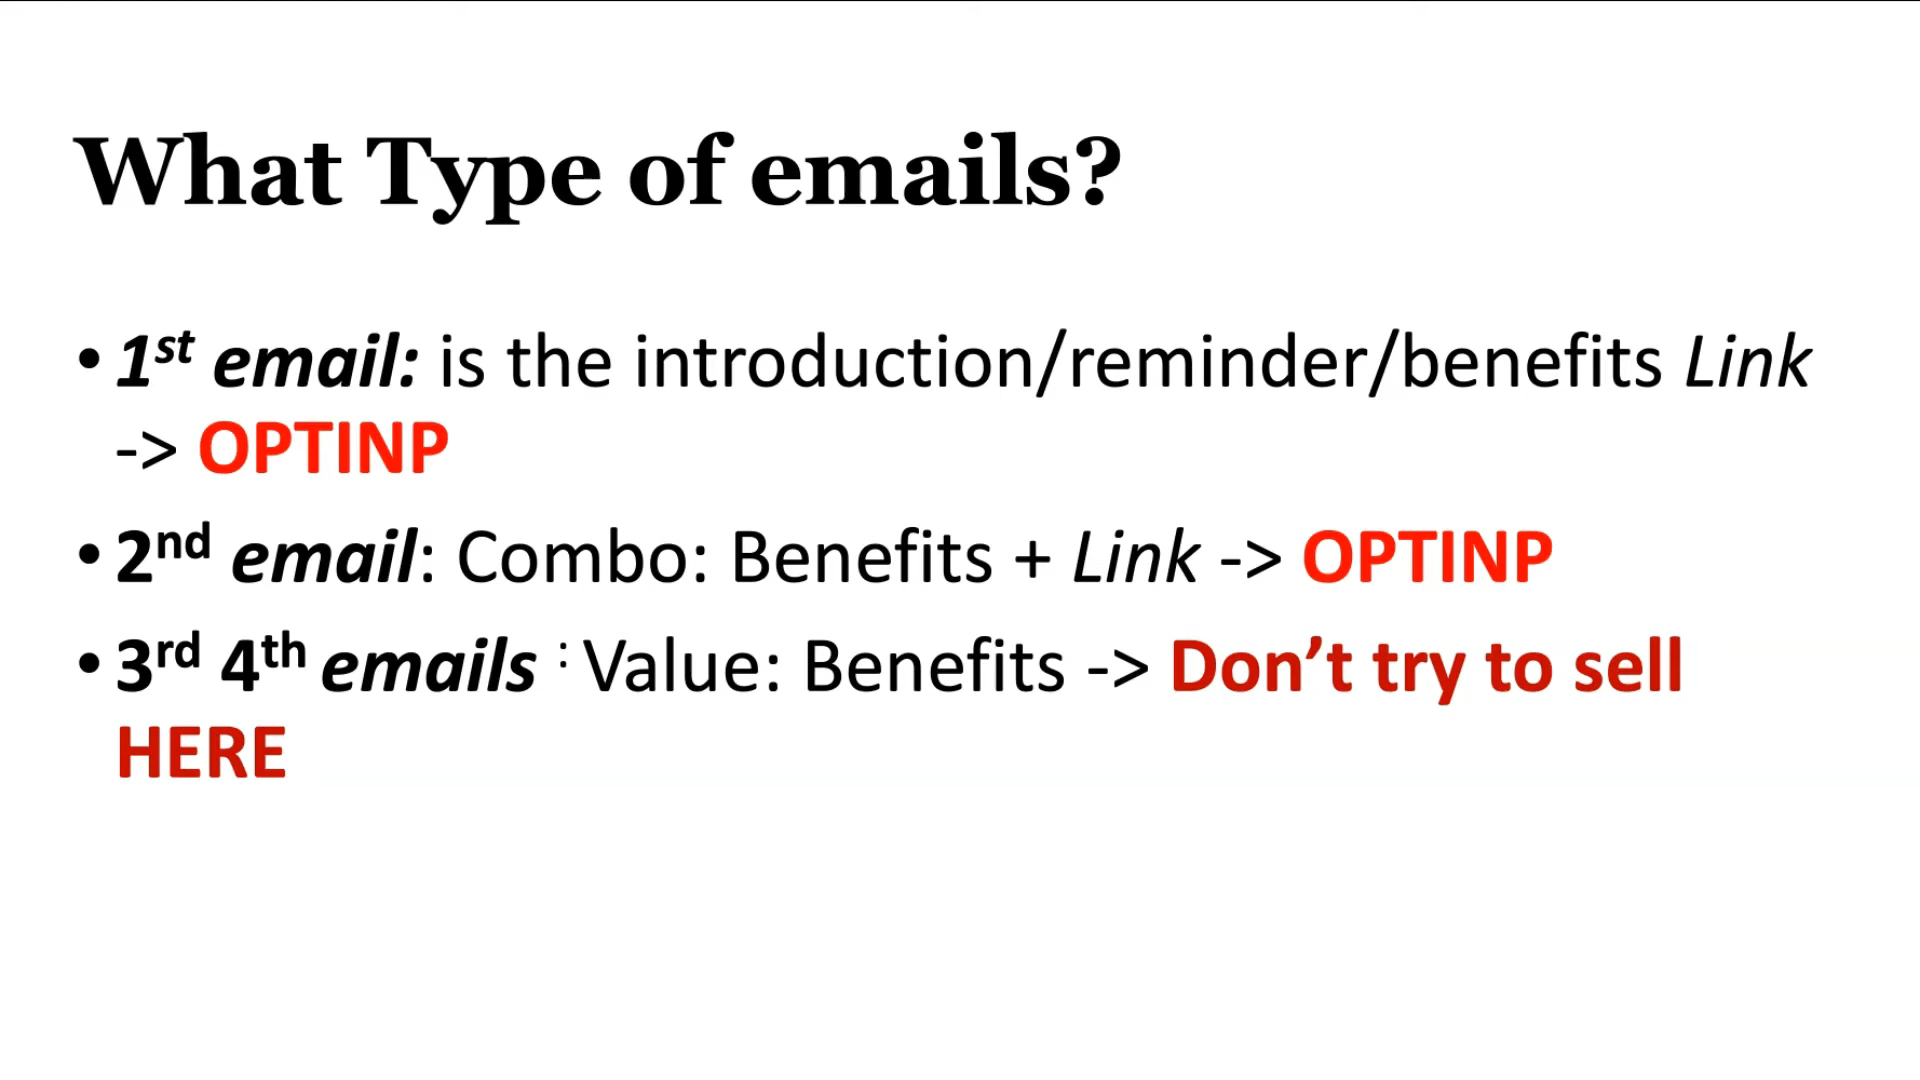 What Type of emails?
• 1st email: is the introduction/reminder/benefits Link
-> OPTINP
• 2nd email: Combo: Benefits + Link -> OPTINP
• 3rd 4th emails : Value: Benefits -> Don’t try to sell
HERE